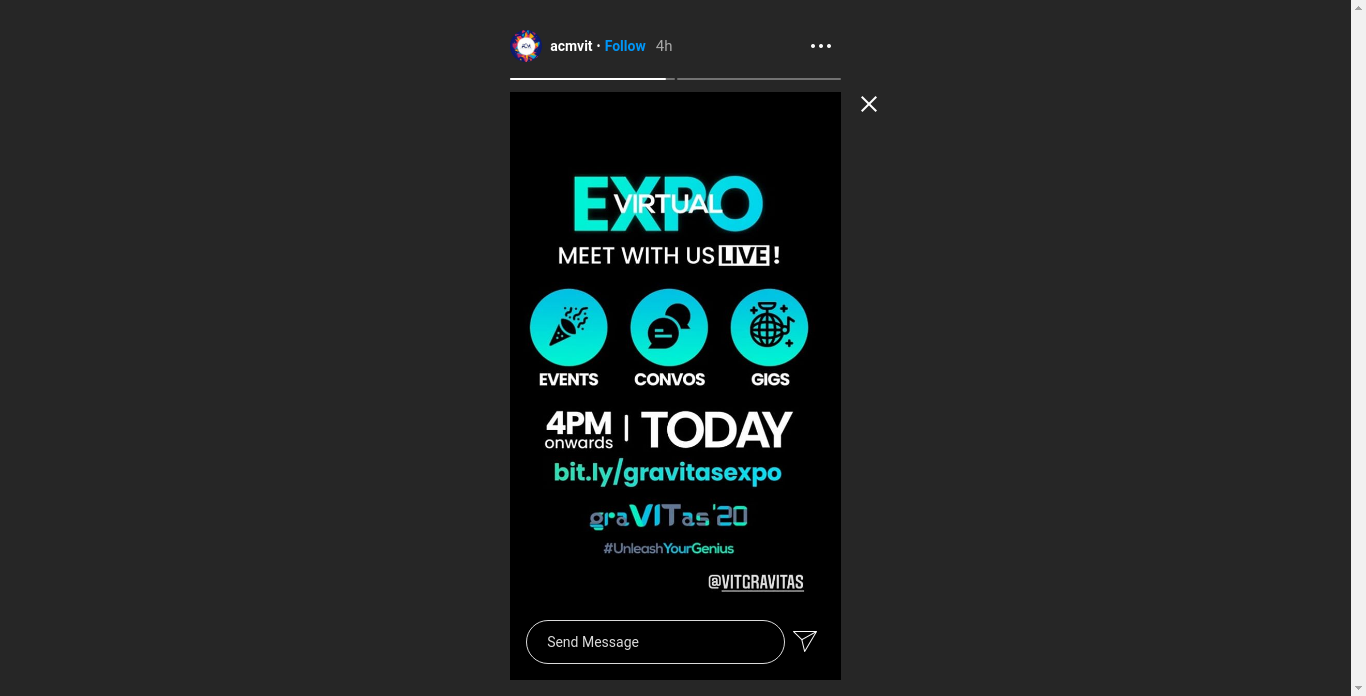 acmvit • Follow 4h
EXPO
VIRTUAL
MEET WITH US LIVE !
EVENTS CONVOS GIGS
4PM onwards | TODAY
bit.ly/gravitasexpo
graVITas'20
#UnleashYourGenius
@VITGRAVITAS
Send Message